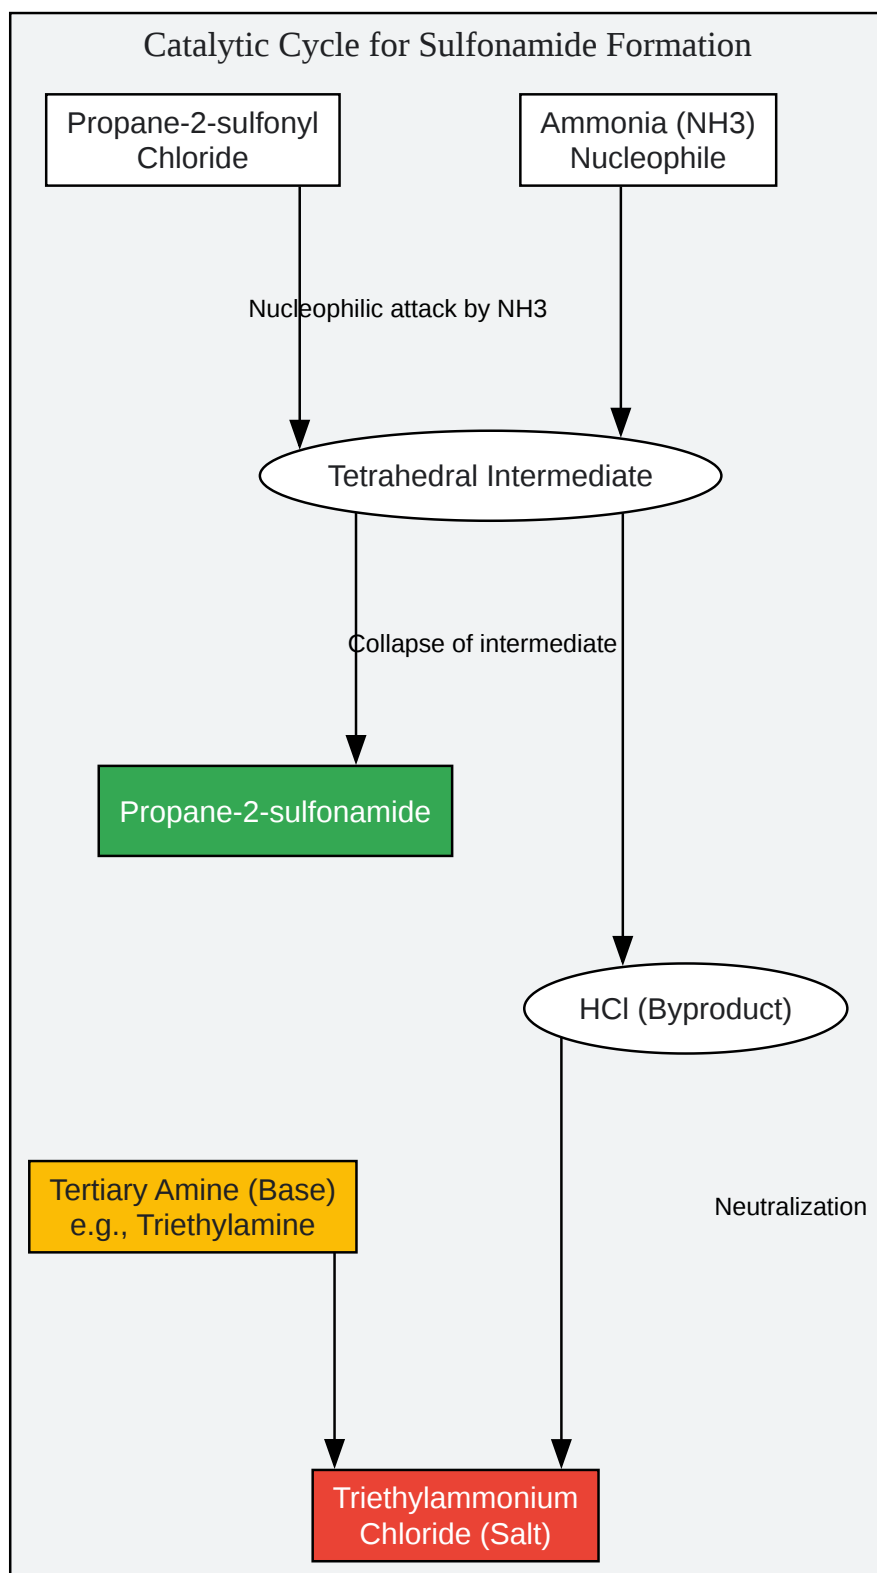 Catalytic Cycle for Sulfonamide Formation
Propane-2-sulfonyl
Chloride
Ammonia (NH3)
Nucleophile
Nucleophilic attack by NH3
Tetrahedral Intermediate
Collapse of intermediate
Propane-2-sulfonamide
HCl (Byproduct)
Tertiary Amine (Base)
e.g., Triethylamine
Neutralization
Triethylammonium
Chloride (Salt)